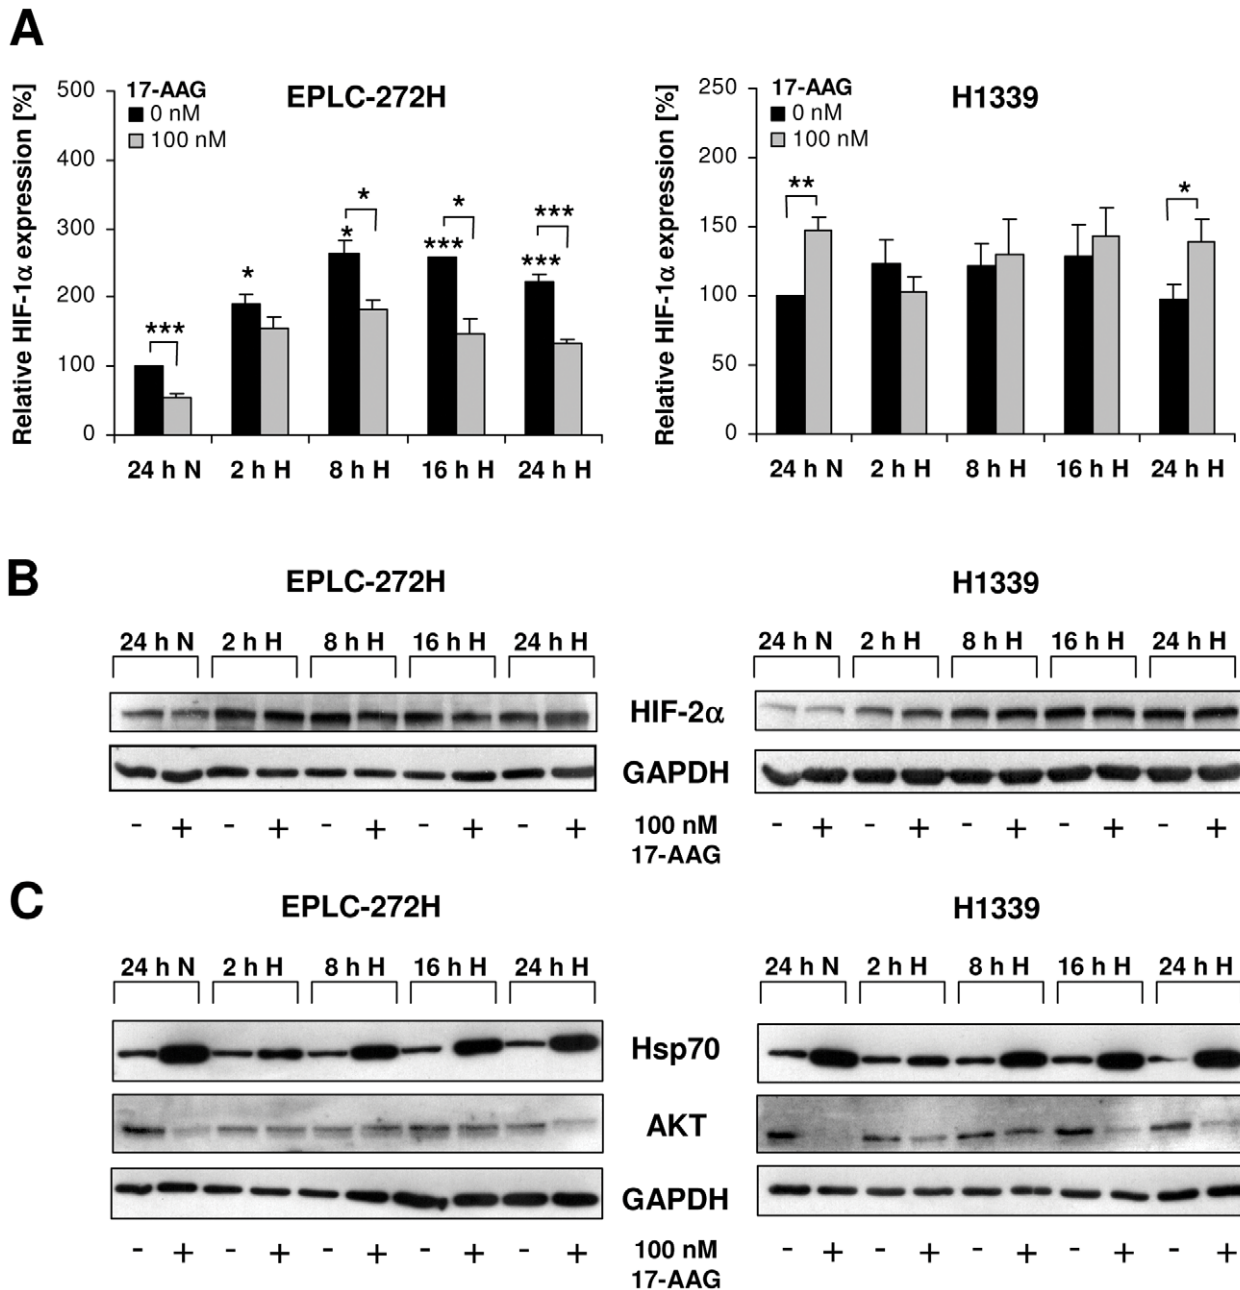 A
EPLC-272H
17-AAG
0 nM
100 nM
Relative HIF-1α expression [%]
500
400
300
200
100
0
***
*
*
*
***
*
***
***
24 h N 2 h H 8 h H 16 h H 24 h H
H1339
17-AAG
0 nM
100 nM
Relative HIF-1α expression [%]
250
200
150
100
50
0
**
*
24 h N 2 h H 8 h H 16 h H 24 h H
B
EPLC-272H H1339
24 h N 2 h H 8 h H 16 h H 24 h H 24 h N 2 h H 8 h H 16 h H 24 h H
HIF-2α
GAPDH
- + - + - + - + - + 100 nM - + - + - + - + - +
17-AAG
C
EPLC-272H H1339
24 h N 2 h H 8 h H 16 h H 24 h H 24 h N 2 h H 8 h H 16 h H 24 h H
Hsp70
AKT
GAPDH
- + - + - + - + - + 100 nM - + - + - + - + - +
17-AAG